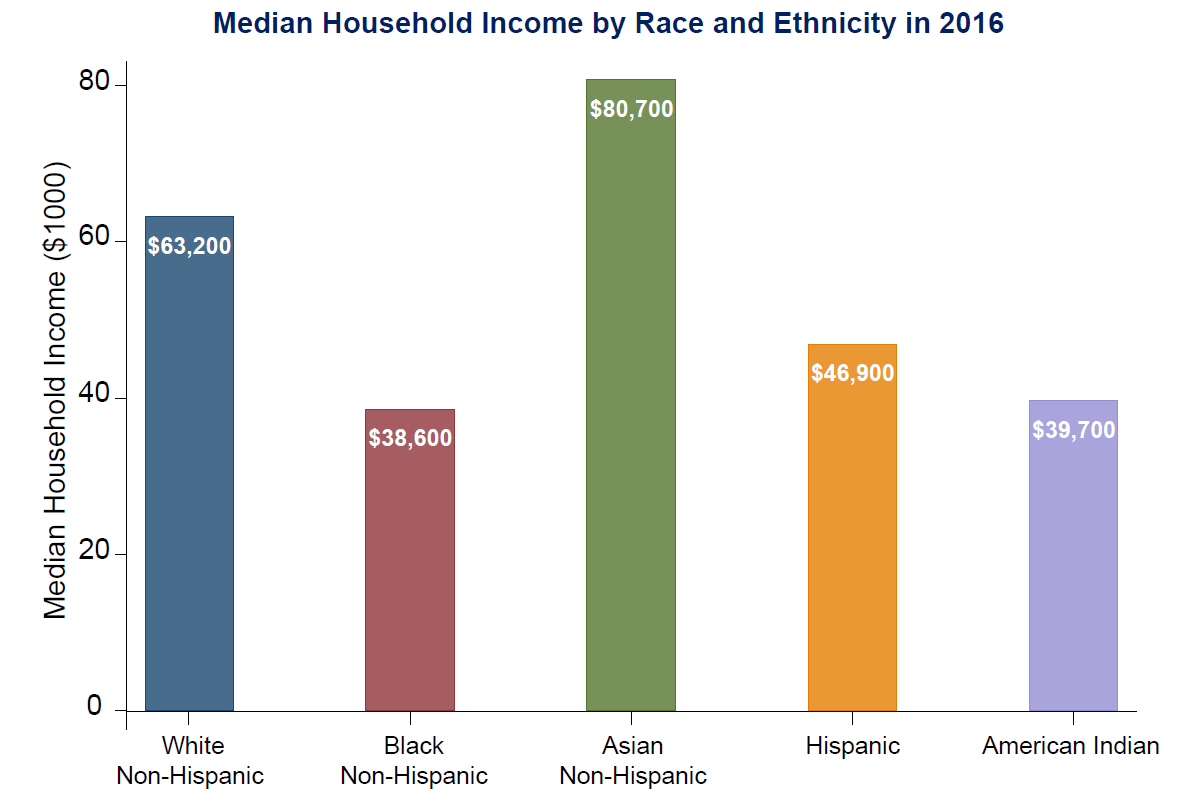 Median Household Income by Race and Ethnicity in 2016
Median Household Income ($1000)
80
60
40
20
0
$63,200
$38,600
$80,700
$46,900
$39,700
White
Non-Hispanic
Black
Non-Hispanic
Asian
Non-Hispanic
Hispanic
American Indian